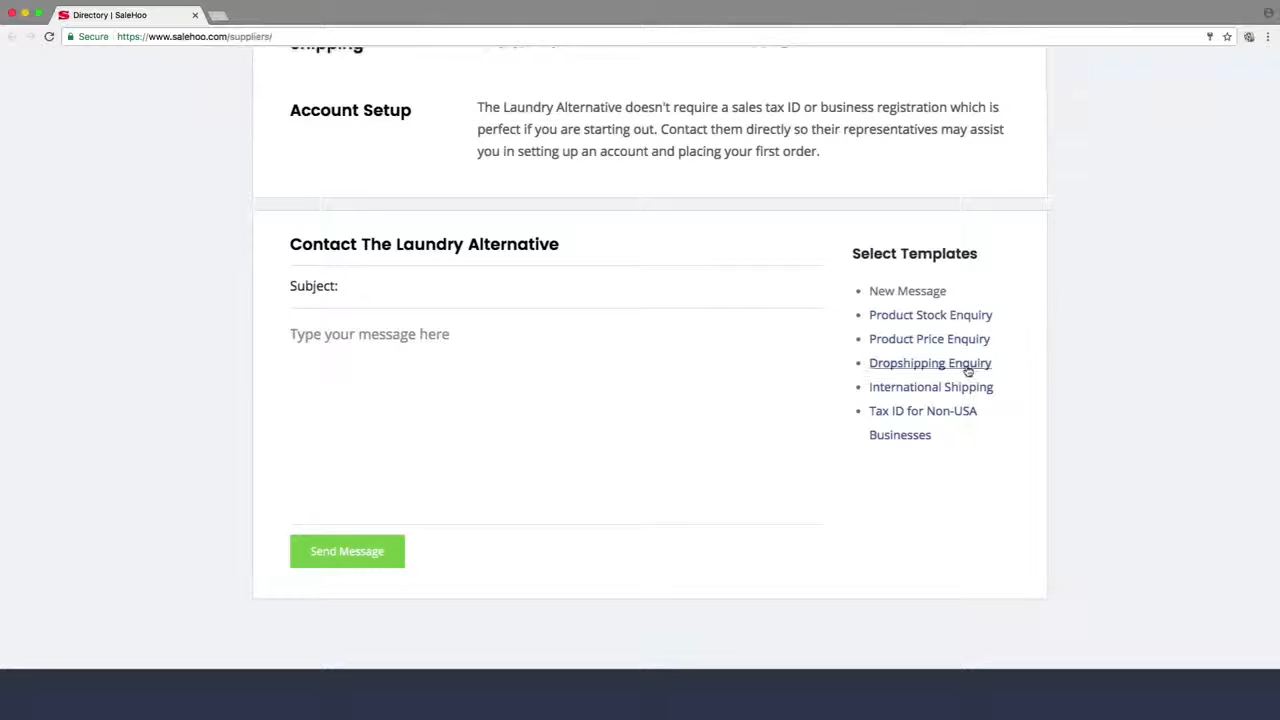 Directory | SaleHoo
Secure
https://www.salehoo.com/suppliers/
Shipping
Account Setup
The Laundry Alternative doesn't require a sales tax ID or business registration which is
perfect if you are starting out. Contact them directly so their representatives may assist
you in setting up an account and placing your first order.
Contact The Laundry Alternative
Subject:
Type your message here
Send Message
Select Templates
New Message
Product Stock Enquiry
Product Price Enquiry
Dropshipping Enquiry
International Shipping
Tax ID for Non-USA
Businesses